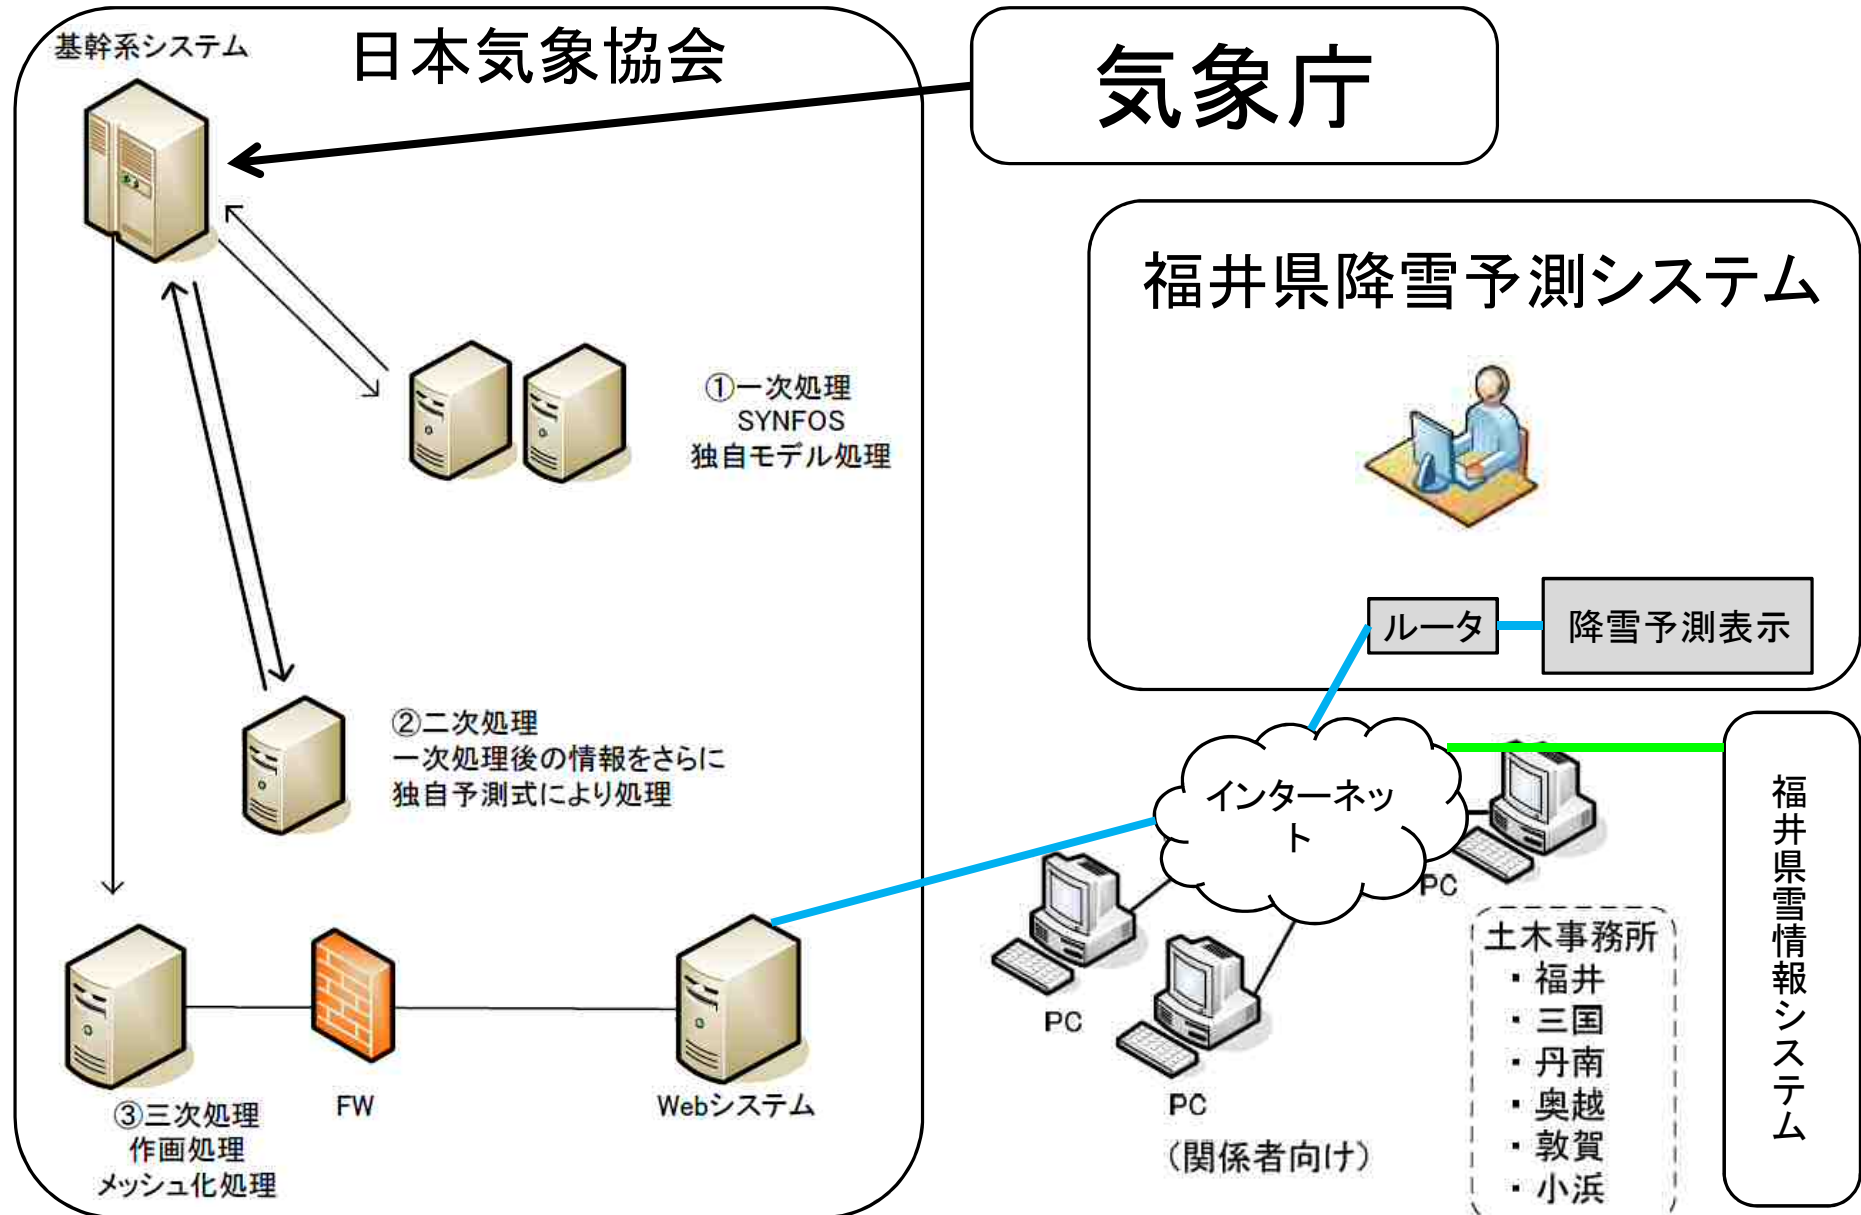 基幹系システム
日本気象協会
気象庁
①一次処理
SYNFOS
独自モデル処理
②二次処理
一次処理後の情報をさらに
独自予測式により処理
③三次処理
作画処理
メッシュ化処理
FW
Webシステム
福井県降雪予測システム
ルータ
降雪予測表示
インターネッ
ト
PC
PC
PC
(関係者向け)
土木事務所
・福井
・三国
・丹南
・奥越
・敦賀
・小浜
福井県雪情報システム